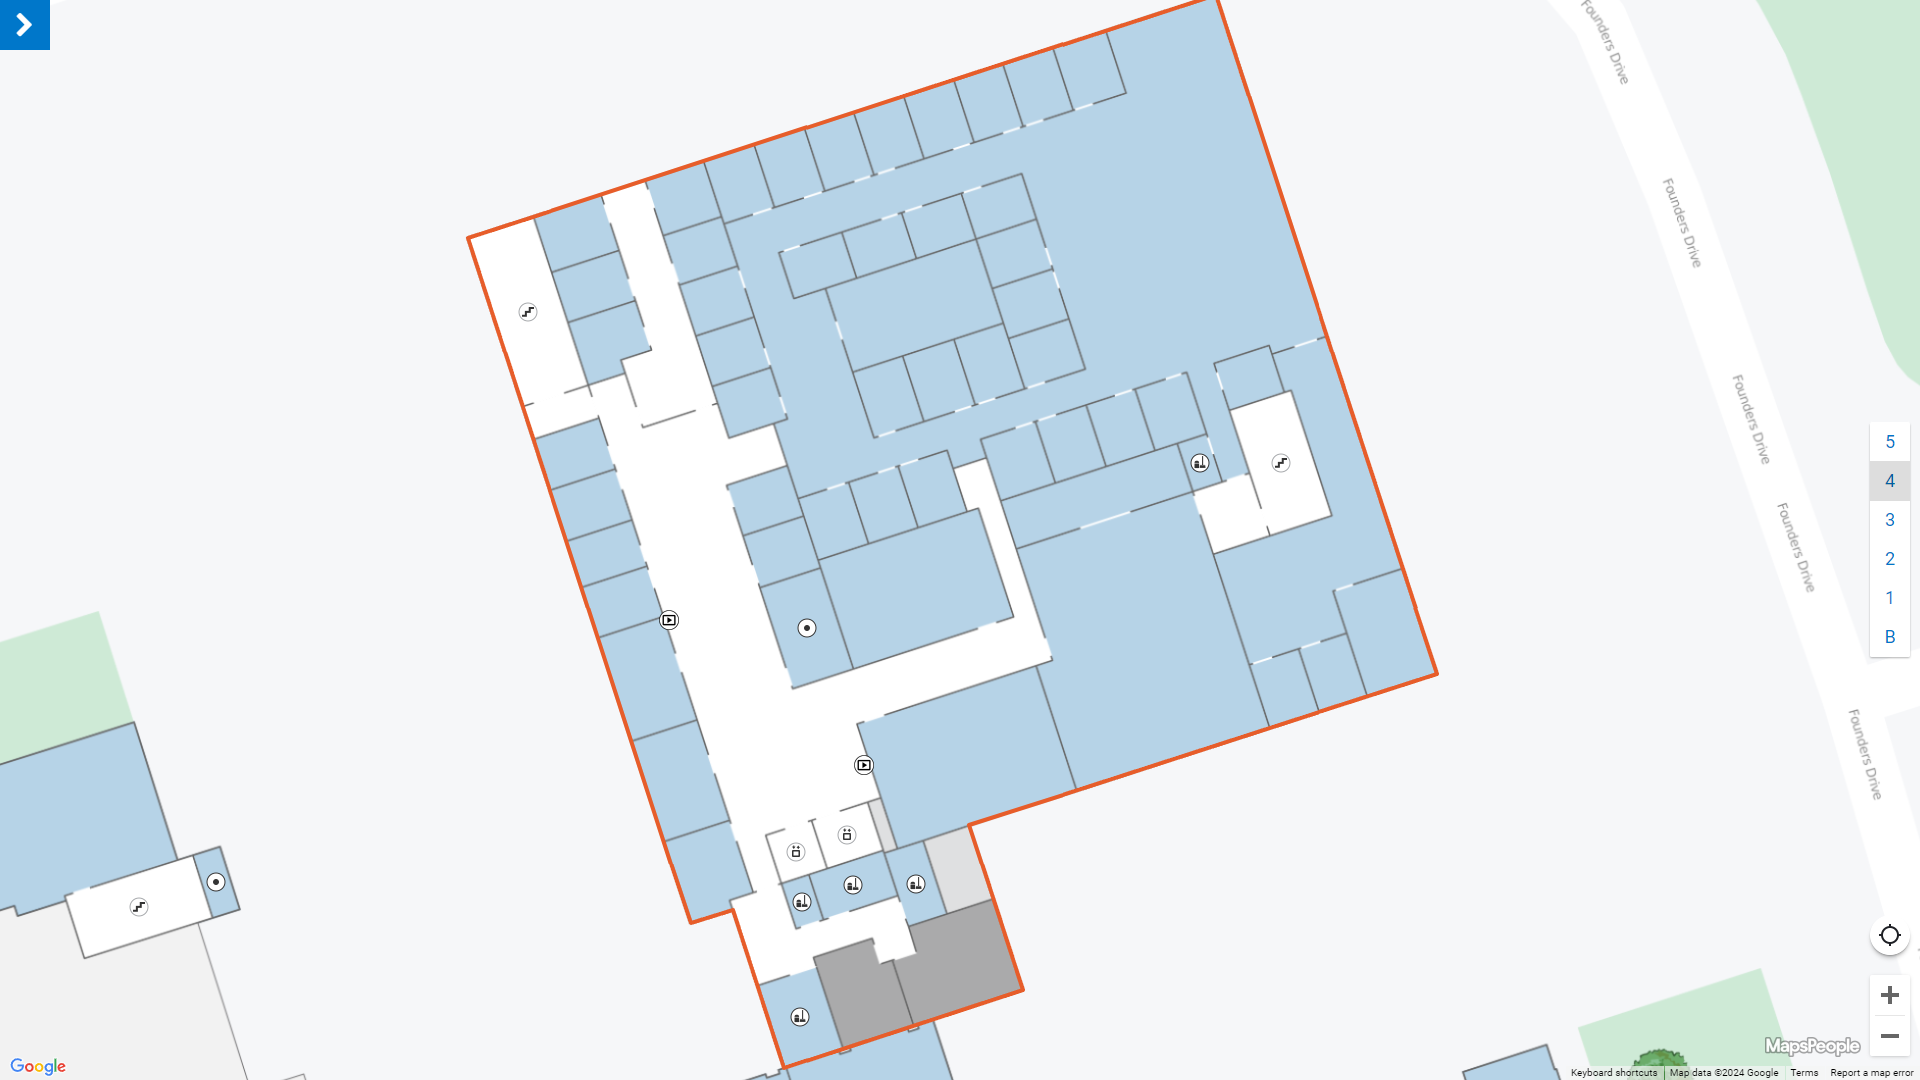 Founders Drive
Founders Drive
Founders Drive
Founders Drive
Founders Drive
5
4
3
2
1
B
Google
MapsPeople
Keyboard shortcuts
Map data ©2024 Google
Terms
Report a map error